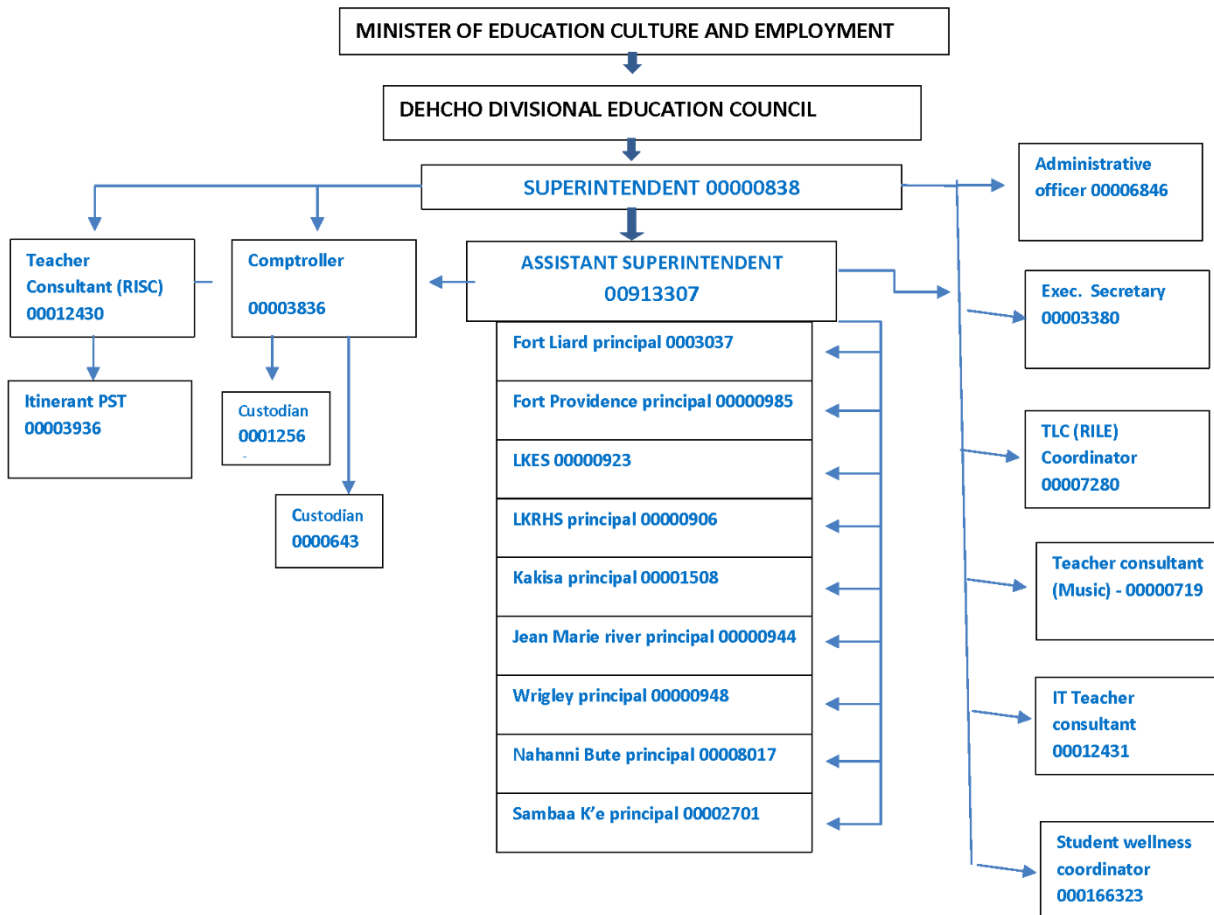 MINISTER OF EDUCATION CULTURE AND EMPLOYMENT
DEHCHO DIVISIONAL EDUCATION COUNCIL
SUPERINTENDENT 00000838
Administrative
officer 00006846
Teacher
Consultant (RISC)
00012430
Comptroller
00003836
ASSISTANT SUPERINTENDENT
00913307
Exec. Secretary
00003380
Itinerant PST
00003936
Custodian
0001256
Custodian
0000643
Fort Liard principal 0003037
Fort Providence principal 00000985
LKES 00000923
LKRHS principal 00000906
Kakisa principal 00001508
Jean Marie river principal 00000944
Wrigley principal 00000948
Nahanni Bute principal 00008017
Sambaa K’e principal 00002701
TLC (RILE)
Coordinator
00007280
Teacher consultant
(Music) - 00000719
IT Teacher
consultant
00012431
Student wellness
coordinator
000166323